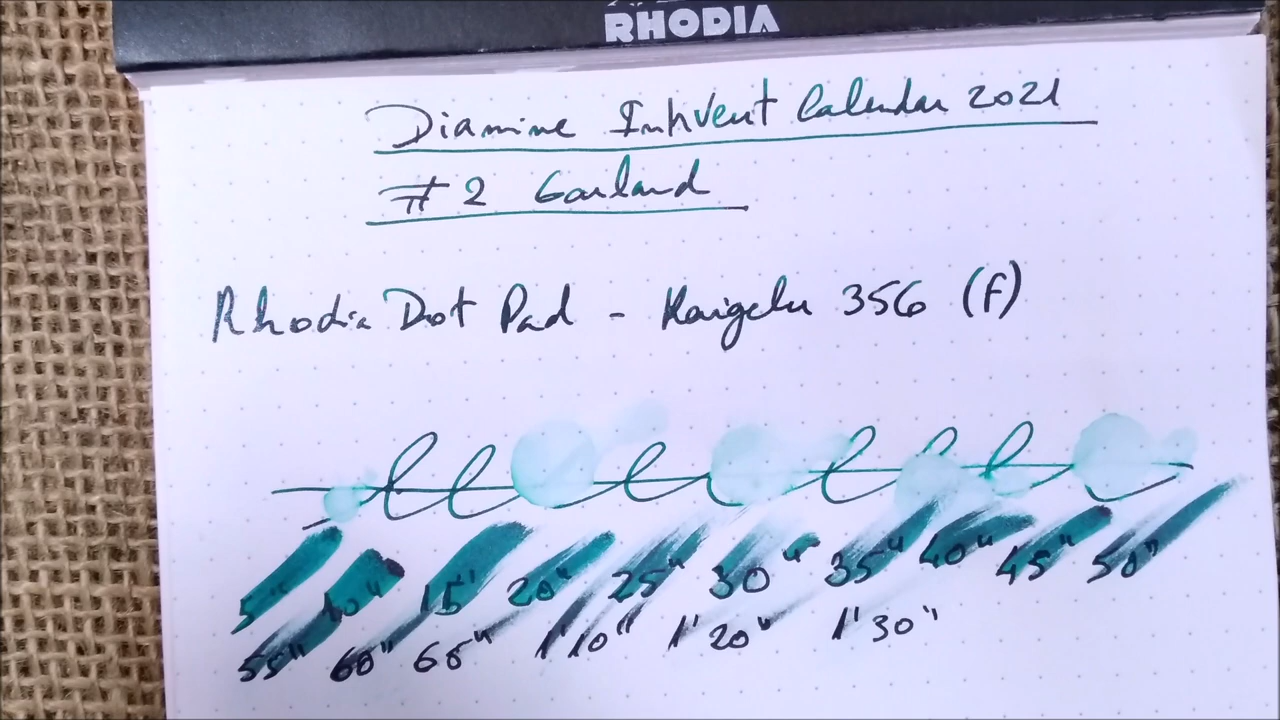 RHODIA
Diamine Inkvent Calendar 2021
#2 Garland
Rhodia Dot Pad - Kaigelu 356 (F)
5" 10" 15" 20" 25" 30" 35" 40" 45" 50"
55" 60" 65" 1'10" 1'20" 1'30"